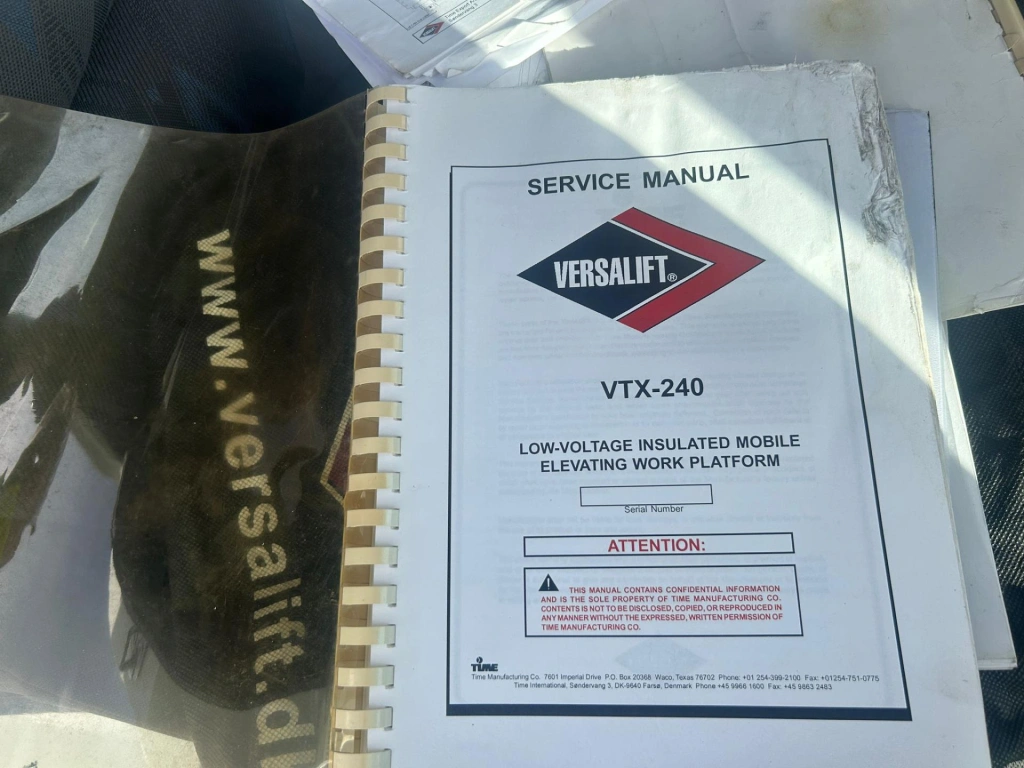 SERVICE MANUAL
VERSALIFT®
VTX-240
LOW-VOLTAGE INSULATED MOBILE
ELEVATING WORK PLATFORM
Serial Number
ATTENTION:
THIS MANUAL CONTAINS CONFIDENTIAL INFORMATION
AND IS THE SOLE PROPERTY OF TIME MANUFACTURING CO.
CONTENTS IS NOT TO BE DISCLOSED, COPIED, OR REPRODUCED IN
ANY MANNER WITHOUT THE EXPRESSED, WRITTEN PERMISSION OF
TIME MANUFACTURING CO.
TIME
Time Manufacturing Co. 7601 Imperial Drive P.O. Box 20368 Waco, Texas 76702 Phone: +01 254-399-2100 Fax: +01254-751-0775
Time International, Søndervang 3, DK-9640 Farsø, Denmark Phone +45 9966 1600 Fax: +45 9863 2483
www.versalift.d